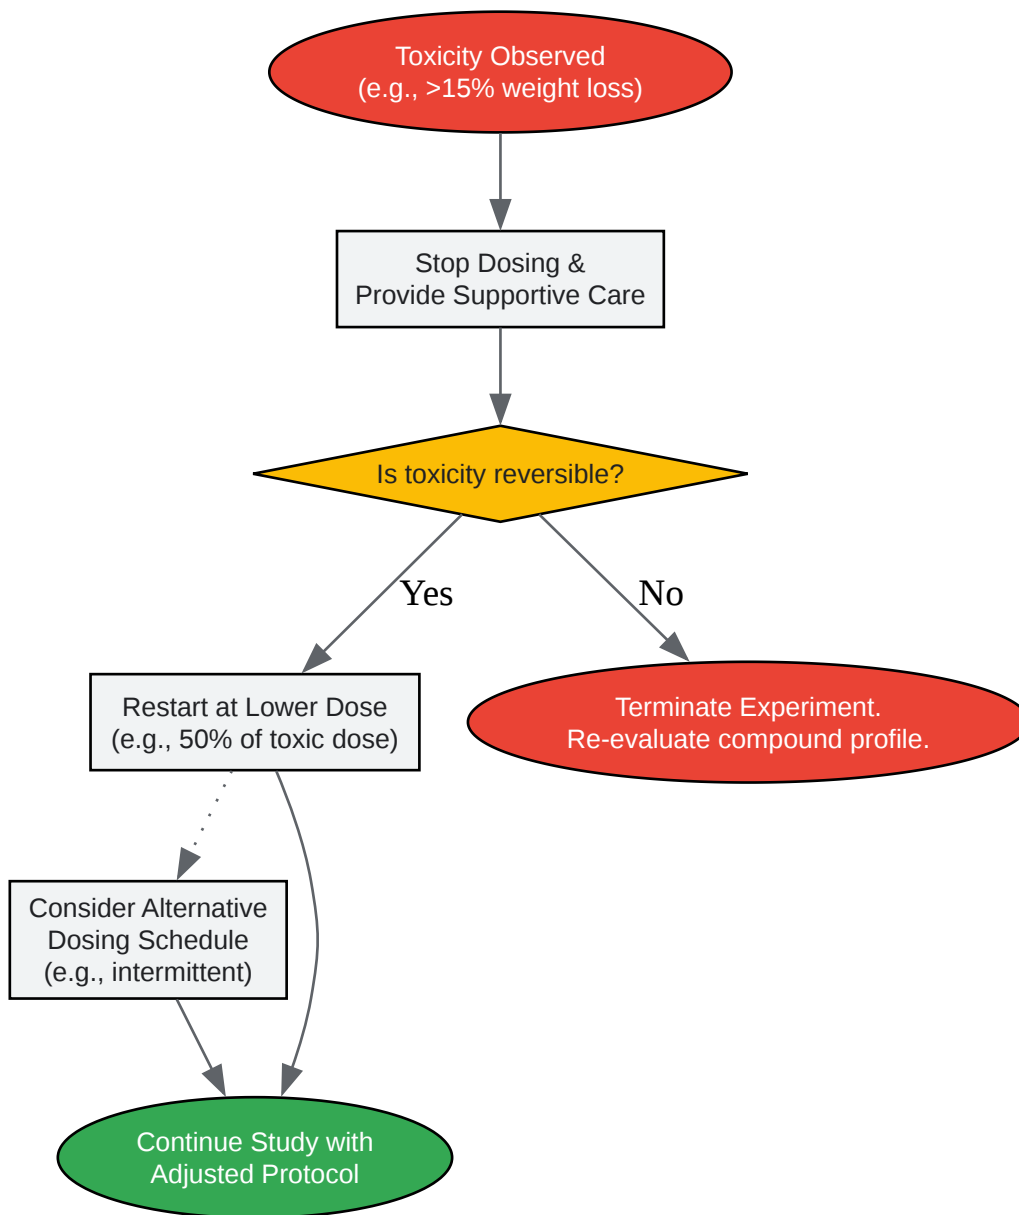 Toxicity Observed
(e.g., >15% weight loss)
Stop Dosing &
Provide Supportive Care
Is toxicity reversible?
Yes
No
Restart at Lower Dose
(e.g., 50% of toxic dose)
Terminate Experiment.
Re-evaluate compound profile.
Consider Alternative
Dosing Schedule
(e.g., intermittent)
Continue Study with
Adjusted Protocol